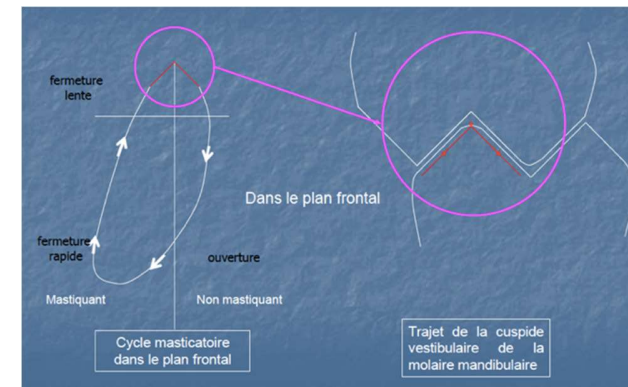 fermeture
lente
Dans le plan frontal
fermeture
rapide
ouverture
Mastiquant
Non mastiquant
Cycle masticatoire
dans le plan frontal
Trajet de la cuspide
vestibulaire de la
molaire mandibulaire